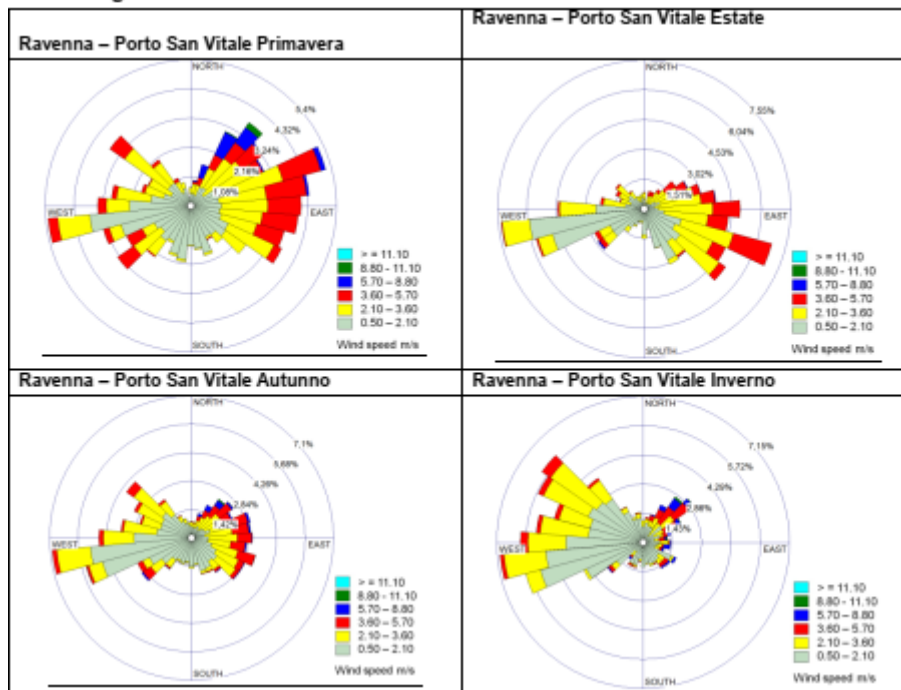 Ravenna – Porto San Vitale Primavera
NORTH
5,4%
4,32%
3,24%
2,16%
1,08%
WEST
EAST
SOUTH
> = 11.10
8.80 - 11.10
5.70 – 8.80
3.60 – 5.70
2.10 – 3.60
0.50 – 2.10
Wind speed m/s
Ravenna – Porto San Vitale Estate
NORTH
7,55%
6,04%
4,53%
3,02%
1,51%
WEST
EAST
SOUTH
> = 11.10
8.80 - 11.10
5.70 – 8.80
3.60 – 5.70
2.10 – 3.60
0.50 – 2.10
Wind speed m/s
Ravenna – Porto San Vitale Autunno
NORTH
7,1%
5,68%
4,26%
2,84%
1,42%
WEST
EAST
SOUTH
> = 11.10
8.80 - 11.10
5.70 – 8.80
3.60 – 5.70
2.10 – 3.60
0.50 – 2.10
Wind speed m/s
Ravenna – Porto San Vitale Inverno
NORTH
7,15%
5,72%
4,29%
2,86%
1,43%
WEST
EAST
SOUTH
> = 11.10
8.80 - 11.10
5.70 – 8.80
3.60 – 5.70
2.10 – 3.60
0.50 – 2.10
Wind speed m/s